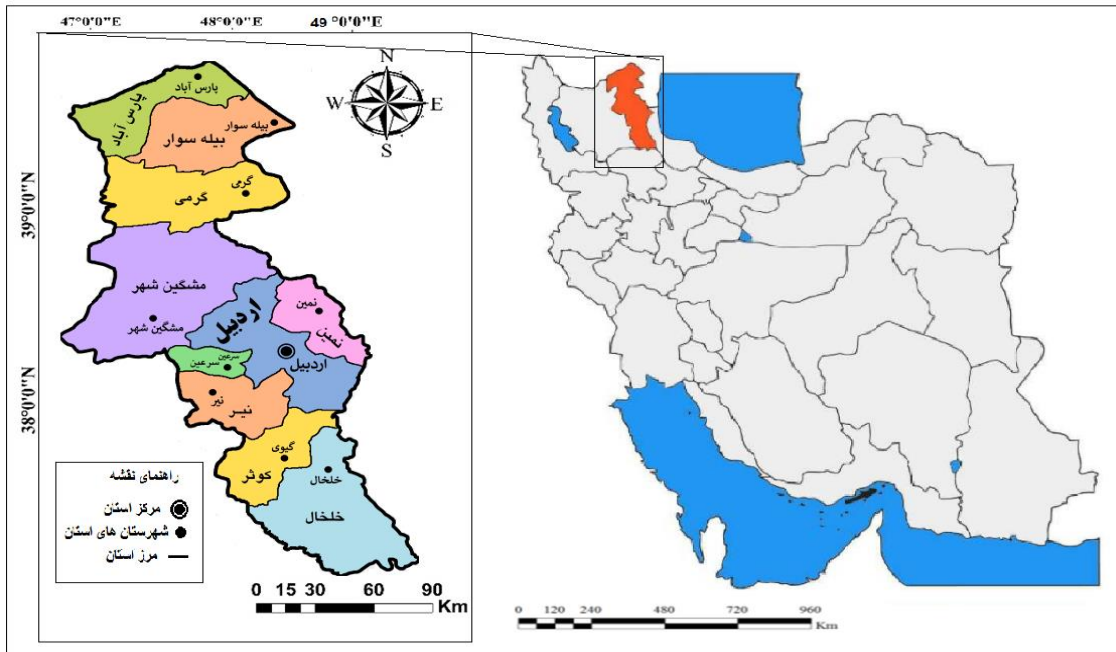 47°0'0"E
48°0'0"E
49°0'0"E
39°0'0"N
38°0'0"N
N
W
E
S
پارس آباد
پارس آباد
بیله سوار
بیله سوار
گرمی
گرمی
مشگین شهر
مشگین شهر
اردبیل
اردبیل
نمین
نمین
سرعین
سرعین
نیر
نیـر
گیوی
کوثر
خلخال
خلخال
راهنمای نقشه
مرکز استان
شهرستان های استان
مرز استان
0 15 30 60 90
Km
0 120 240 480 720 960
Km